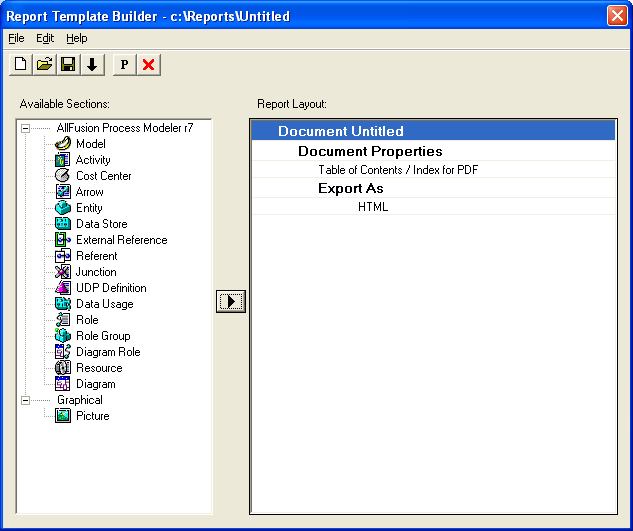 Report Template Builder - c:\Reports\Untitled
File Edit Help
P
Available Sections:
Report Layout:
AllFusion Process Modeler r7
Model
Activity
Cost Center
Arrow
Entity
Data Store
External Reference
Referent
Junction
UDP Definition
Data Usage
Role
Role Group
Diagram Role
Resource
Diagram
Graphical
Picture
Document Untitled
Document Properties
Table of Contents / Index for PDF
Export As
HTML